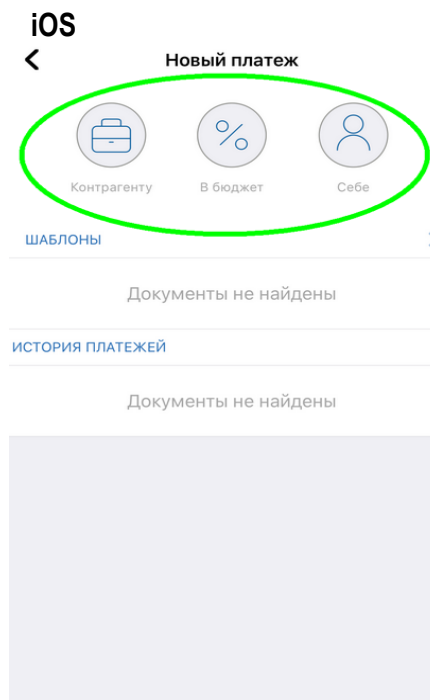 iOS
Новый платеж
Контрагенту В бюджет Себе
ШАБЛОНЫ
Документы не найдены
ИСТОРИЯ ПЛАТЕЖЕЙ
Документы не найдены